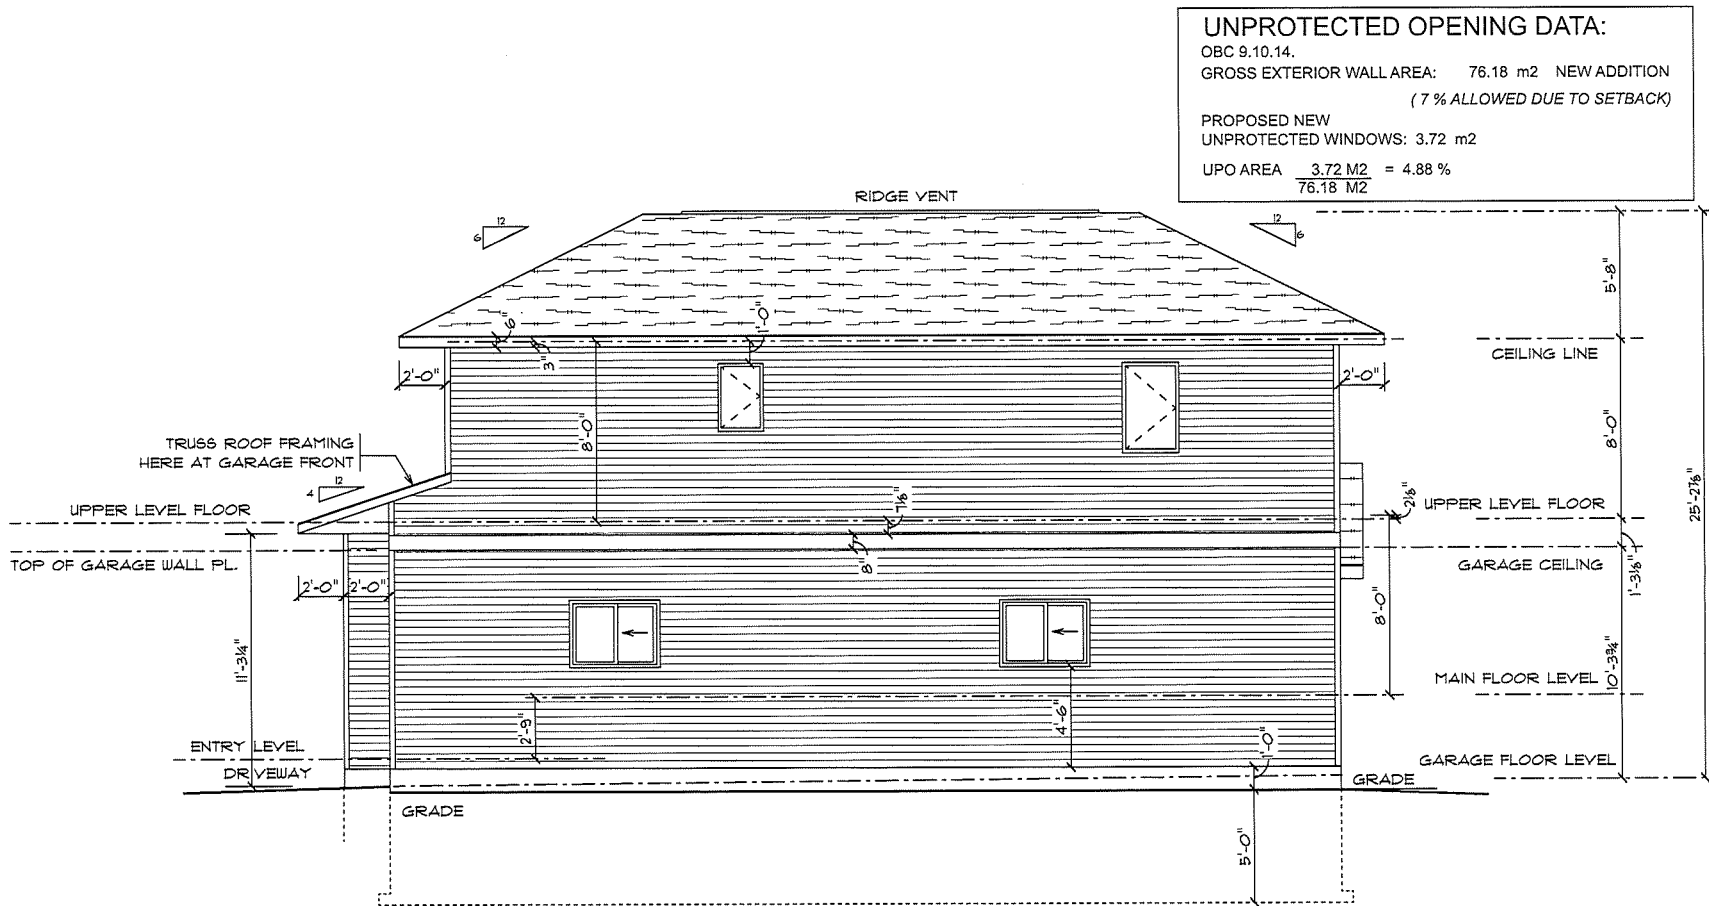 UNPROTECTED OPENING DATA:
OBC 9.10.14.
GROSS EXTERIOR WALL AREA: 76.18 m2 NEW ADDITION
( 7 % ALLOWED DUE TO SETBACK)
PROPOSED NEW
UNPROTECTED WINDOWS: 3.72 m2
UPO AREA 3.72 M2 = 4.88 %
76.18 M2
RIDGE VENT
12
6
12
6
5'-8"
6"
3"
1'-0"
CEILING LINE
2'-0"
2'-0"
8'-0"
8'-0"
TRUSS ROOF FRAMING
HERE AT GARAGE FRONT
12
4
UPPER LEVEL FLOOR
7⅛"
2⅛"
UPPER LEVEL FLOOR
25'-2⅞"
TOP OF GARAGE WALL PL.
8"
GARAGE CEILING
1'-3⅛"
2'-0"
2'-0"
8'-0"
11'-3¼"
MAIN FLOOR LEVEL
10'-3¾"
2'-9"
4'-6"
ENTRY LEVEL
1'-0"
GARAGE FLOOR LEVEL
DR VEWAY
GRADE
GRADE
5'-0"